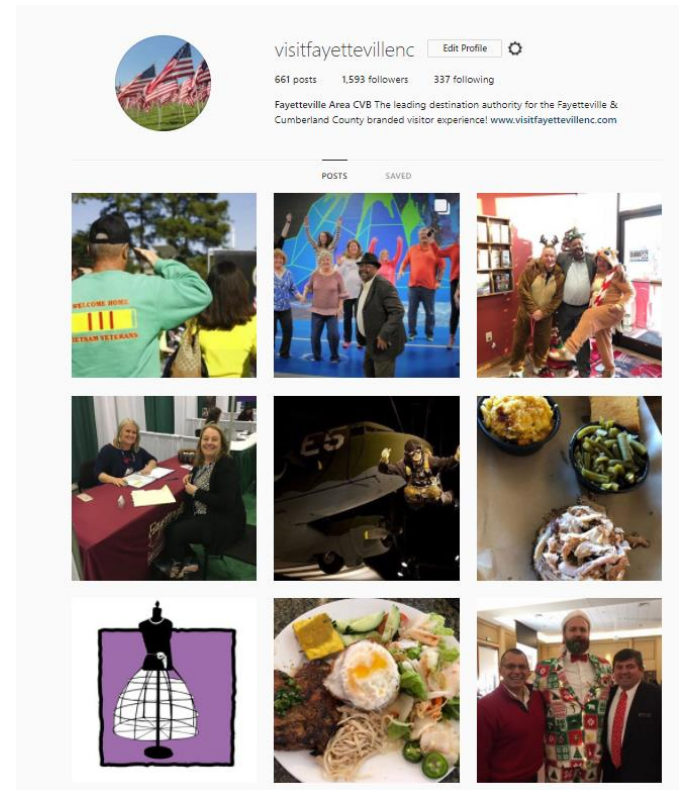 visitfayettevillenc Edit Profile
661 posts 1,593 followers 337 following
Fayetteville Area CVB The leading destination authority for the Fayetteville &
Cumberland County branded visitor experience! www.visitfayettevillenc.com
POSTS SAVED
WELCOME HOME
VIETNAM VETERANS
E5